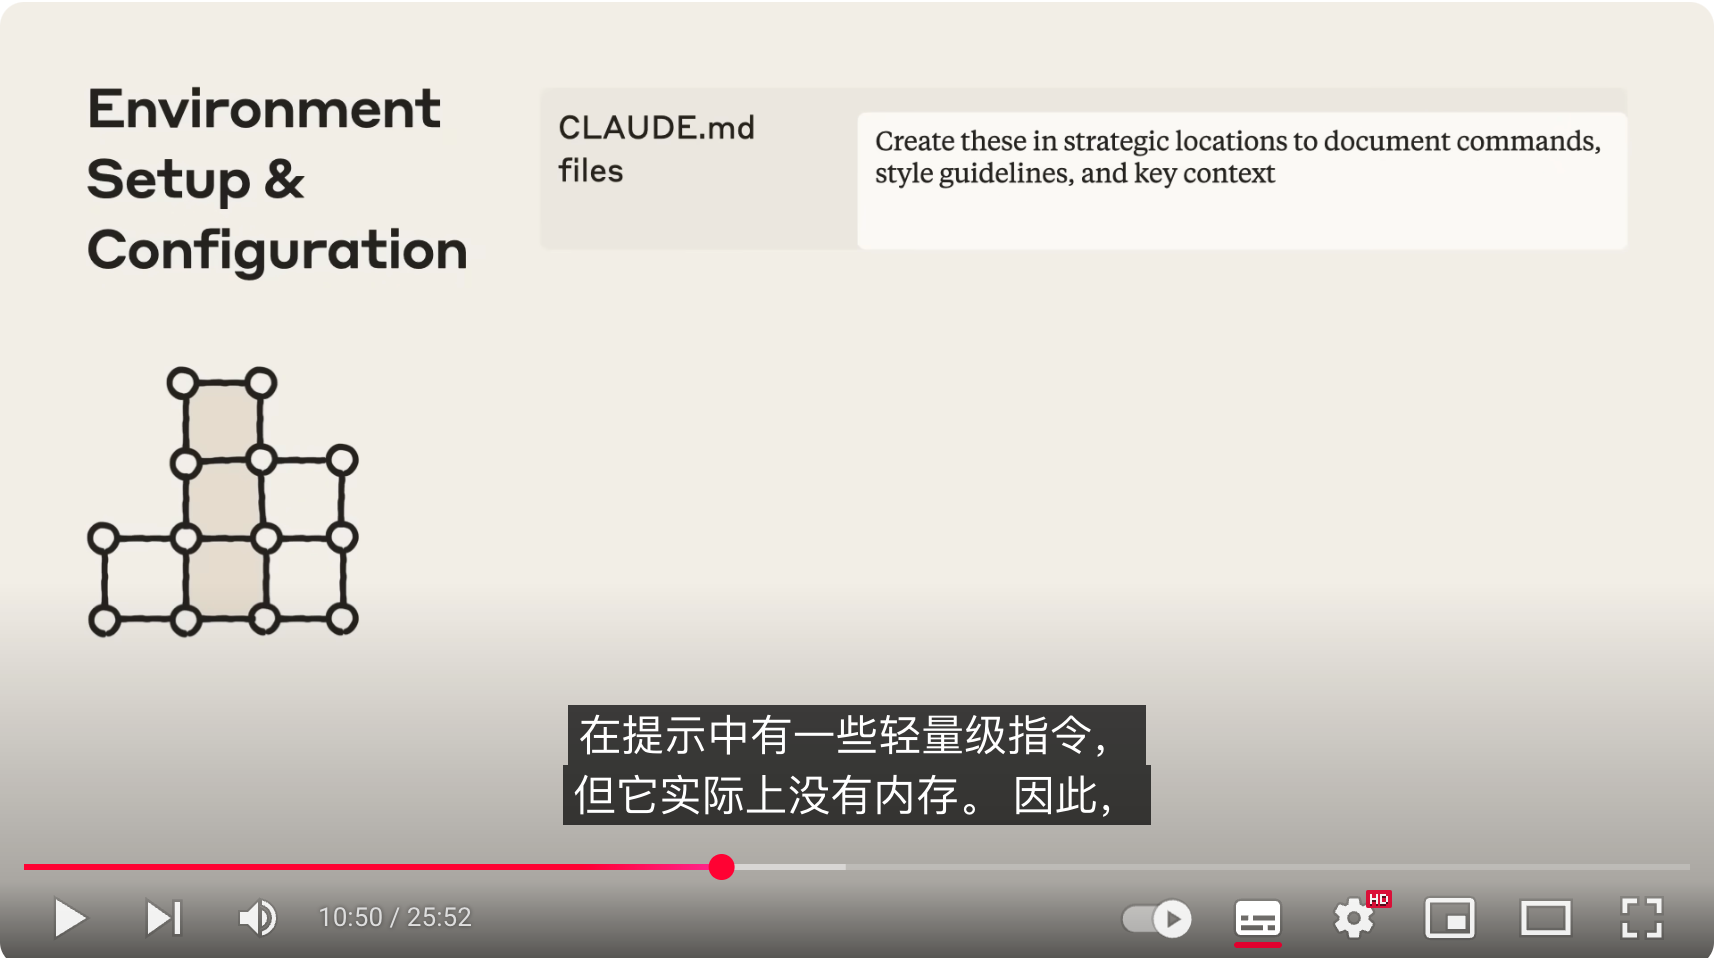 Environment
Setup &
Configuration
CLAUDE.md
files
Create these in strategic locations to document commands,
style guidelines, and key context
在提示中有一些轻量级指令，
但它实际上没有内存。 因此，
10:50 / 25:52
HD